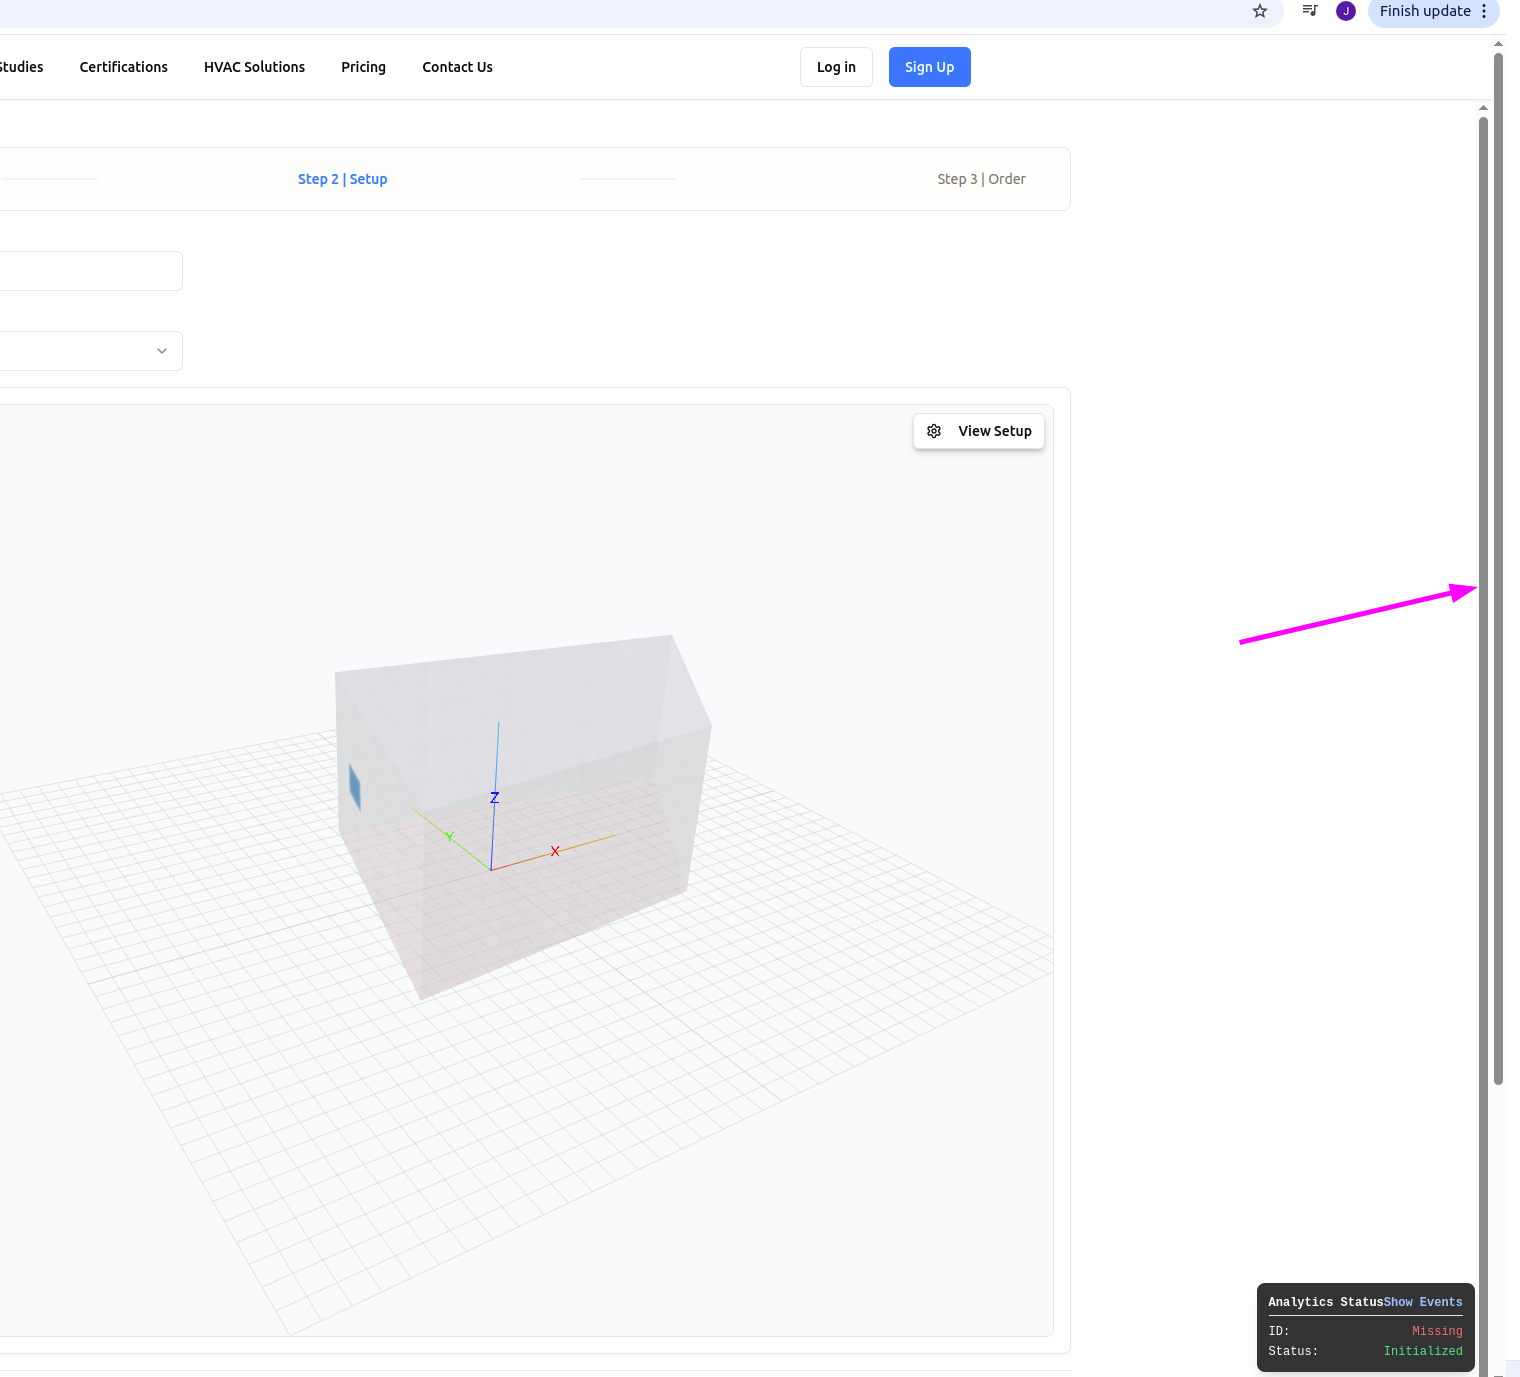 J
Finish update
Studies
Certifications
HVAC Solutions
Pricing
Contact Us
Log in
Sign Up
Step 2 | Setup
Step 3 | Order
View Setup
Z
Y
X
Analytics Status Show Events
ID: Missing
Status: Initialized